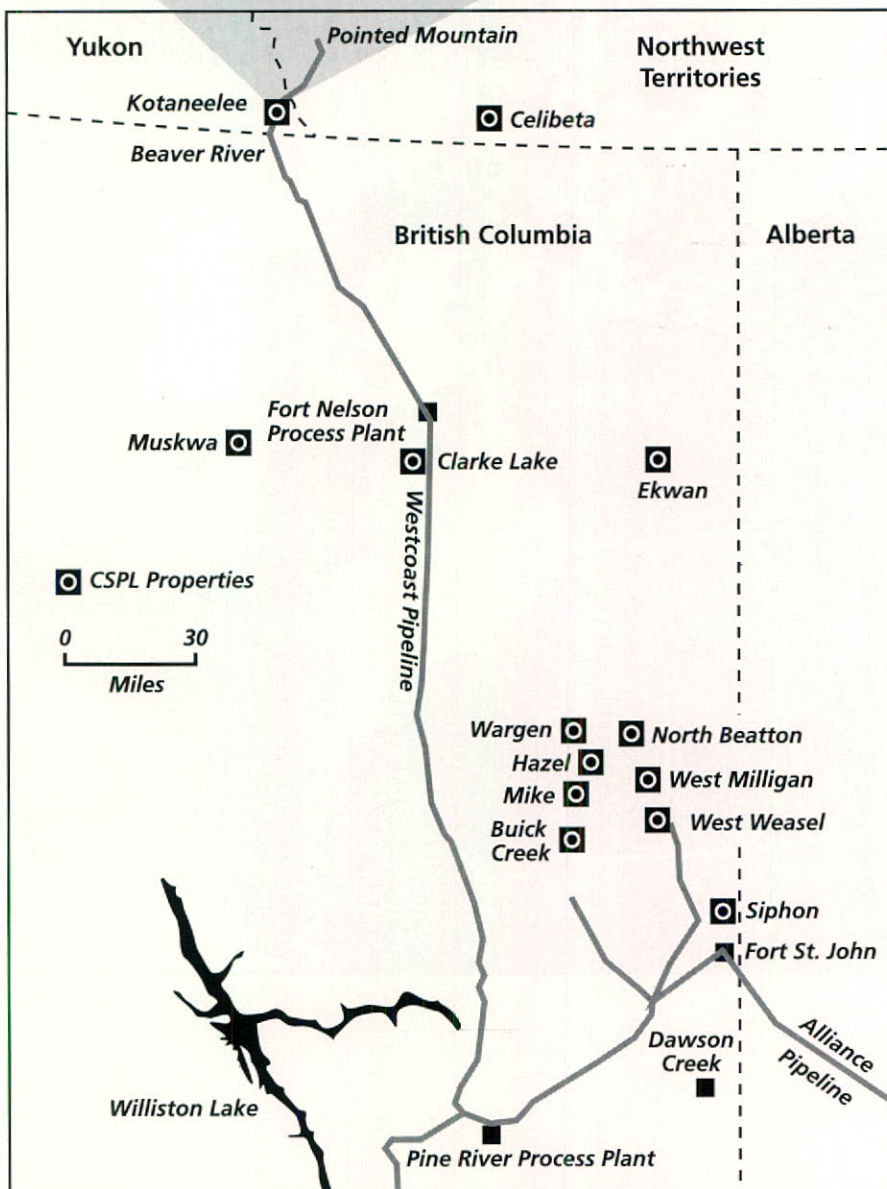 Pointed Mountain
Yukon
Northwest
Territories
Kotaneelee
Celibeta
Beaver River
British Columbia
Alberta
Fort Nelson
Process Plant
Muskwa
Clarke Lake
Ekwan
Westcoast Pipeline
CSPL Properties
0 30
Miles
Wargen
North Beatton
Hazel
West Milligan
Mike
West Weasel
Buick
Creek
Siphon
Fort St. John
Alliance
Pipeline
Dawson
Creek
Williston Lake
Pine River Process Plant